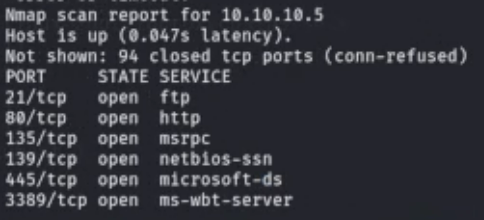 Nmap scan report for 10.10.10.5
Host is up (0.047s latency).
Not shown: 94 closed tcp ports (conn-refused)
PORT     STATE SERVICE
21/tcp   open  ftp
80/tcp   open  http
135/tcp  open  msrpc
139/tcp  open  netbios-ssn
445/tcp  open  microsoft-ds
3389/tcp open  ms-wbt-server